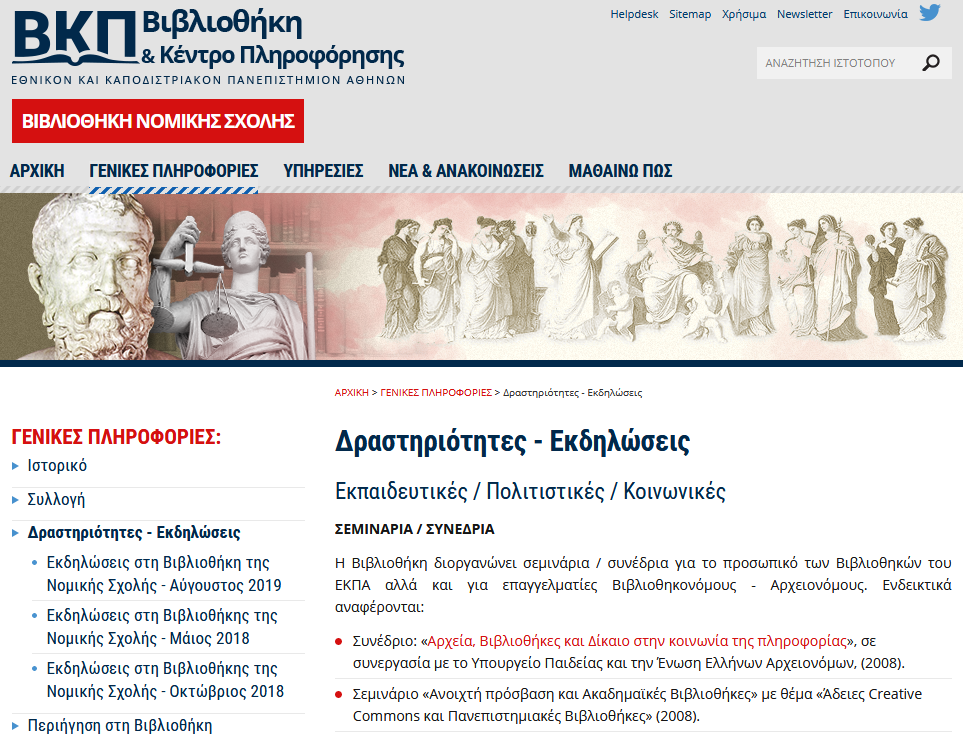 ΒΚΠ Βιβλιοθήκη
& Κέντρο Πληροφόρησης
ΕΘΝΙΚΟΝ ΚΑΙ ΚΑΠΟΔΙΣΤΡΙΑΚΟΝ ΠΑΝΕΠΙΣΤΗΜΙΟΝ ΑΘΗΝΩΝ
Helpdesk Sitemap Χρήσιμα Newsletter Επικοινωνία
ΑΝΑΖΗΤΗΣΗ ΙΣΤΟΤΟΠΟΥ
ΒΙΒΛΙΟΘΗΚΗ ΝΟΜΙΚΗΣ ΣΧΟΛΗΣ
ΑΡΧΙΚΗ ΓΕΝΙΚΕΣ ΠΛΗΡΟΦΟΡΙΕΣ ΥΠΗΡΕΣΙΕΣ ΝΕΑ & ΑΝΑΚΟΙΝΩΣΕΙΣ ΜΑΘΑΙΝΩ ΠΩΣ
ΑΡΧΙΚΗ > ΓΕΝΙΚΕΣ ΠΛΗΡΟΦΟΡΙΕΣ > Δραστηριότητες - Εκδηλώσεις
ΓΕΝΙΚΕΣ ΠΛΗΡΟΦΟΡΙΕΣ:
Ιστορικό
Συλλογή
Δραστηριότητες - Εκδηλώσεις
Εκδηλώσεις στη Βιβλιοθήκη της
Νομικής Σχολής - Αύγουστος 2019
Εκδηλώσεις στη Βιβλιοθήκης της
Νομικής Σχολής - Μάιος 2018
Εκδηλώσεις στη Βιβλιοθήκης της
Νομικής Σχολής - Οκτώβριος 2018
Περιήγηση στη Βιβλιοθήκη
Δραστηριότητες - Εκδηλώσεις
Εκπαιδευτικές / Πολιτιστικές / Κοινωνικές
ΣΕΜΙΝΑΡΙΑ / ΣΥΝΕΔΡΙΑ
Η Βιβλιοθήκη διοργανώνει σεμινάρια / συνέδρια για το προσωπικό των Βιβλιοθηκών του
ΕΚΠΑ αλλά και για επαγγελματίες Βιβλιοθηκονόμους - Αρχειονόμους. Ενδεικτικά
αναφέρονται:
Συνέδριο: «Αρχεία, Βιβλιοθήκες και Δίκαιο στην κοινωνία της πληροφορίας», σε
συνεργασία με το Υπουργείο Παιδείας και την Ένωση Ελλήνων Αρχειονόμων, (2008).
Σεμινάριο «Ανοιχτή πρόσβαση και Ακαδημαϊκές Βιβλιοθήκες» με θέμα «Άδειες Creative
Commons και Πανεπιστημιακές Βιβλιοθήκες» (2008).